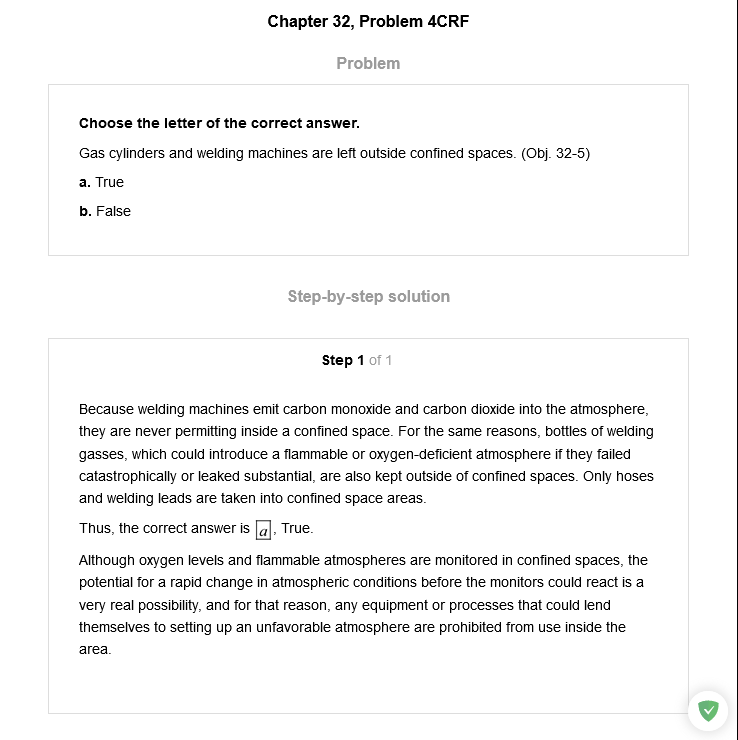 Chapter 32, Problem 4CRF
Problem
Choose the letter of the correct answer.
Gas cylinders and welding machines are left outside confined spaces. (Obj. 32-5)
a. True
b. False
Step-by-step solution
Step 1 of 1
Because welding machines emit carbon monoxide and carbon dioxide into the atmosphere,
they are never permitting inside a confined space. For the same reasons, bottles of welding
gasses, which could introduce a flammable or oxygen-deficient atmosphere if they failed
catastrophically or leaked substantial, are also kept outside of confined spaces. Only hoses
and welding leads are taken into confined space areas.
Thus, the correct answer is a, True.
Although oxygen levels and flammable atmospheres are monitored in confined spaces, the
potential for a rapid change in atmospheric conditions before the monitors could react is a
very real possibility, and for that reason, any equipment or processes that could lend
themselves to setting up an unfavorable atmosphere are prohibited from use inside the
area.